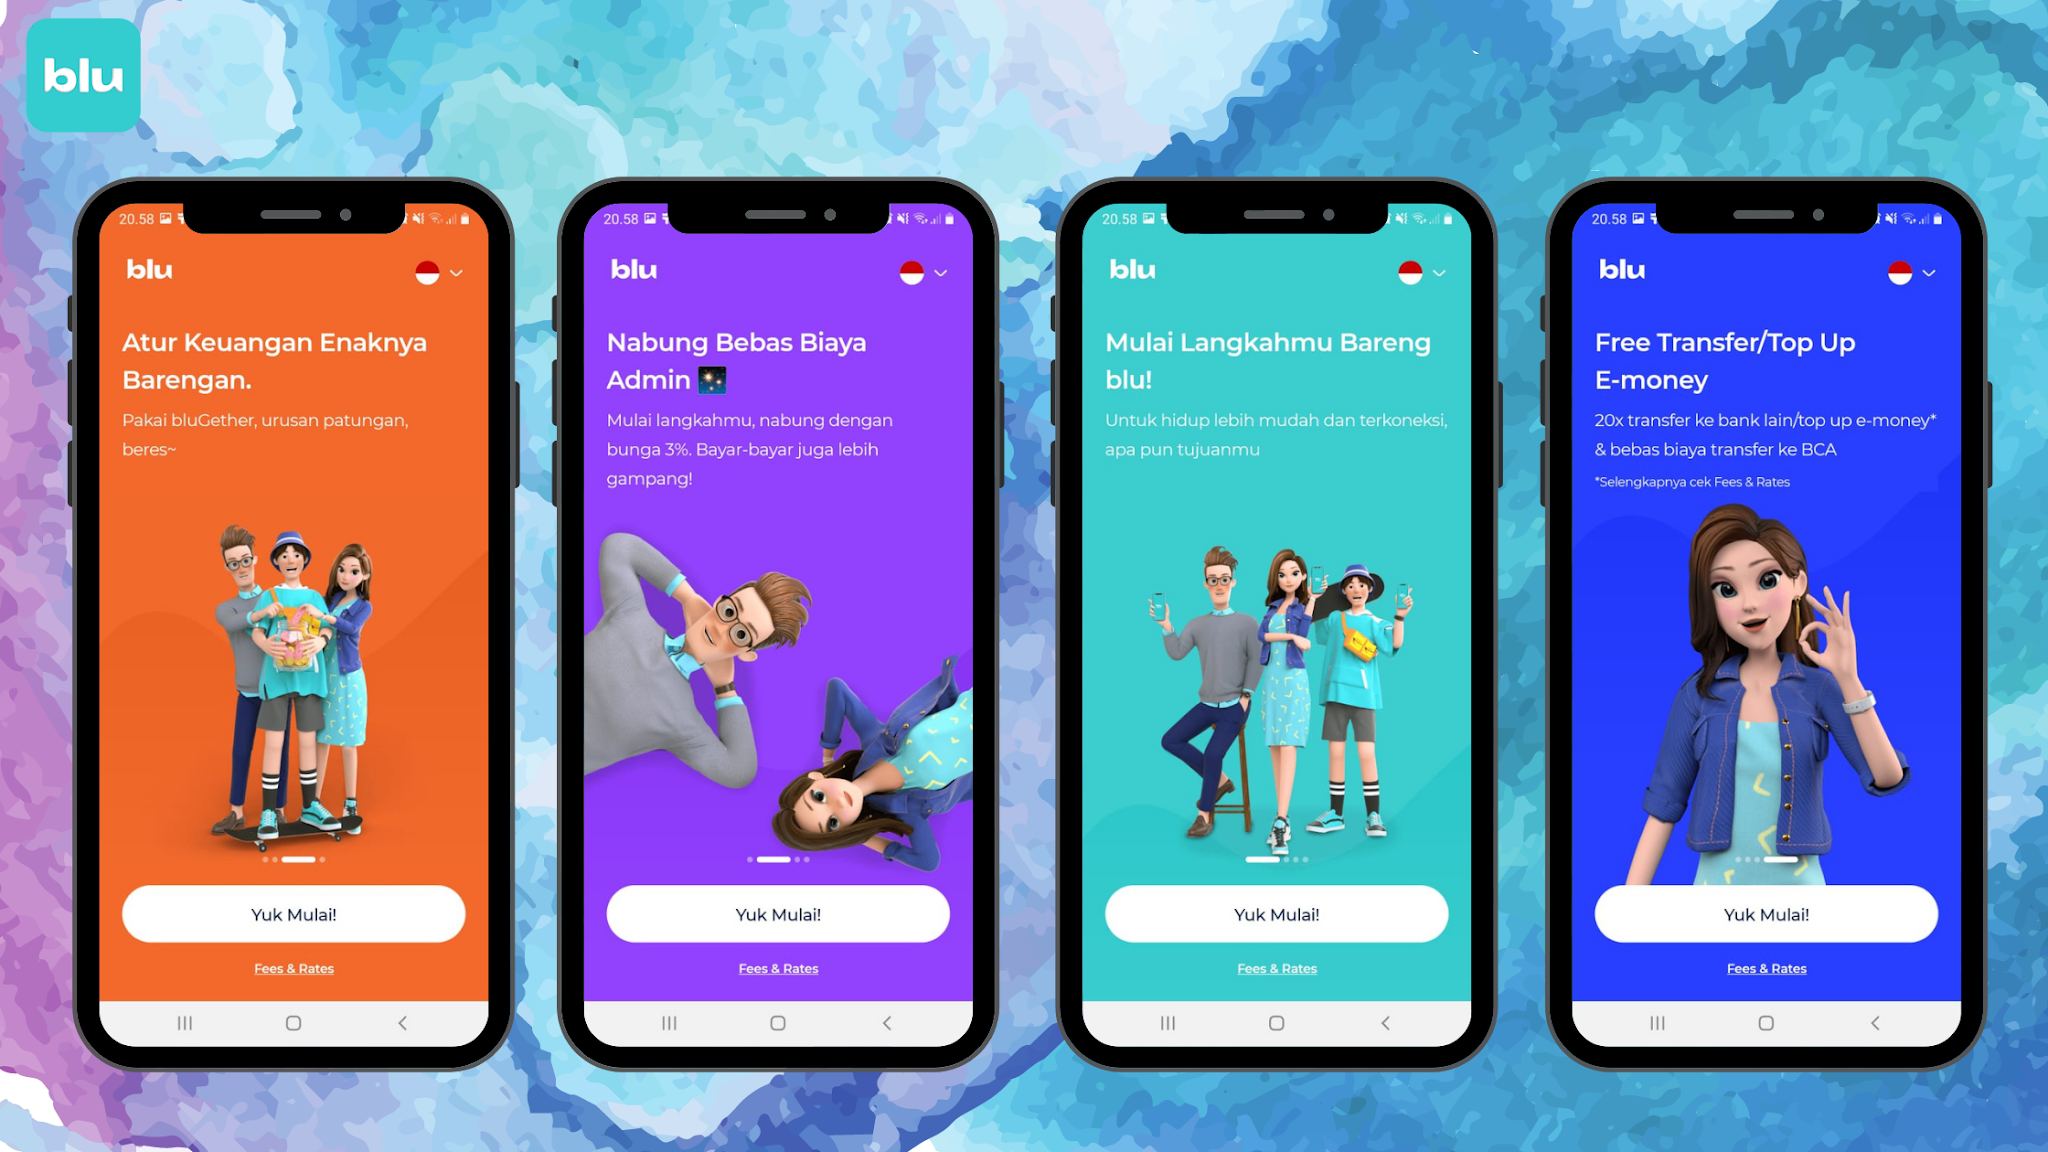 blu
20.58
blu
Atur Keuangan Enaknya
Barengan.
Pakai bluGether, urusan patungan,
beres~
Yuk Mulai!
Fees & Rates
20.58
blu
Nabung Bebas Biaya
Admin 🎆
Mulai langkahmu, nabung dengan
bunga 3%. Bayar-bayar juga lebih
gampang!
Yuk Mulai!
Fees & Rates
20.58
blu
Mulai Langkahmu Bareng
blu!
Untuk hidup lebih mudah dan terkoneksi,
apa pun tujuanmu
Yuk Mulai!
Fees & Rates
20.58
blu
Free Transfer/Top Up
E-money
20x transfer ke bank lain/top up e-money*
& bebas biaya transfer ke BCA
*Selengkapnya cek Fees & Rates
Yuk Mulai!
Fees & Rates